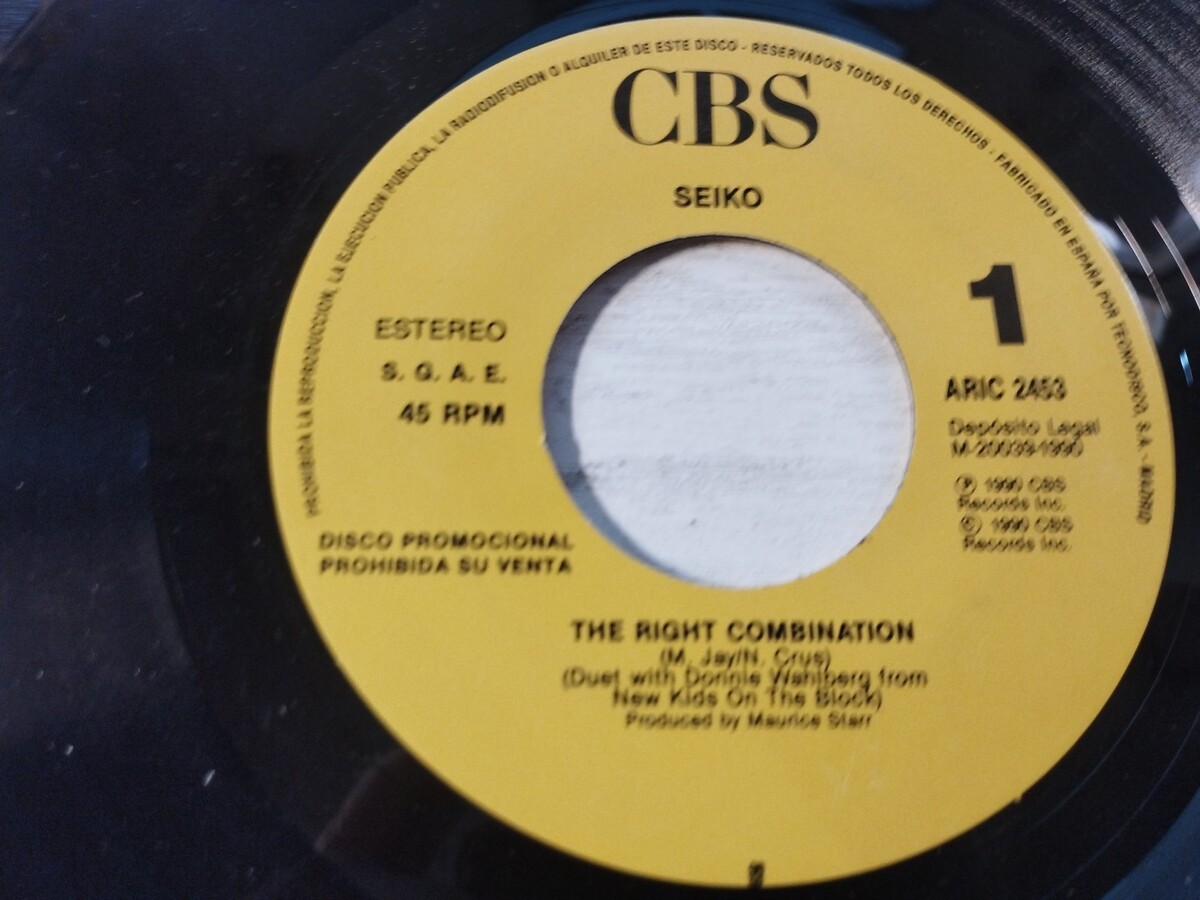 PROHIBIDA LA REPRODUCCION, LA EJECUCION PUBLICA, LA RADIODIFUSION O ALQUILER DE ESTE DISCO - RESERVADOS TODOS LOS DERECHOS - FABRICADO EN ESPAÑA POR TECNODISCO, S.A. - MADRID
CBS
SEIKO
1
ESTEREO
S. G. A. E.
45 RPM
ARIC 2453
Depósito Legal
M-20039-1990
Ⓟ 1990 CBS
Records Inc.
© 1990 CBS
Records Inc.
DISCO PROMOCIONAL
PROHIBIDA SU VENTA
THE RIGHT COMBINATION
(M. Jay/N. Crus)
(Duet with Donnie Wahlberg from
New Kids On The Block)
Produced by Maurice Starr